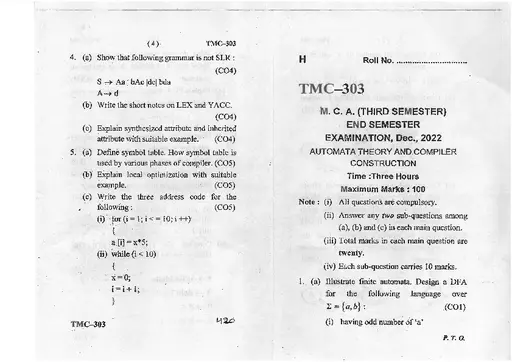 ( 4 ) TMC–303
4. (a) Show that following grammar is not SLR :
(CO4)
S → Aa | bAc |dc| bda
A → d
(b) Write the short notes on LEX and YACC.
(CO4)
(c) Explain synthesized attribute and inherited
attribute with suitable example. (CO4)
5. (a) Define symbol table. How symbol table is
used by various phases of compiler. (CO5)
(b) Explain local optimization with suitable
example. (CO5)
(c) Write the three address code for the
following : (CO5)
(i) for (i = 1; i < = 10; i ++)
{
a [i] = x*5;
(ii) while (i < 10)
{
x = 0;
i = i + 1;
}
TMC–303 420
H Roll No. ..............................
TMC–303
M. C. A. (THIRD SEMESTER)
END SEMESTER
EXAMINATION, Dec., 2022
AUTOMATA THEORY AND COMPILER
CONSTRUCTION
Time :Three Hours
Maximum Marks : 100
Note : (i) All questions are compulsory.
(ii) Answer any two sub-questions among
(a), (b) and (c) in each main question.
(iii) Total marks in each main question are
twenty.
(iv) Each sub-question carries 10 marks.
1. (a) Illustrate finite automata. Design a DFA
for the following language over
Σ = {a, b} : (CO1)
(i) having odd number of ‘a’
P. T. O.